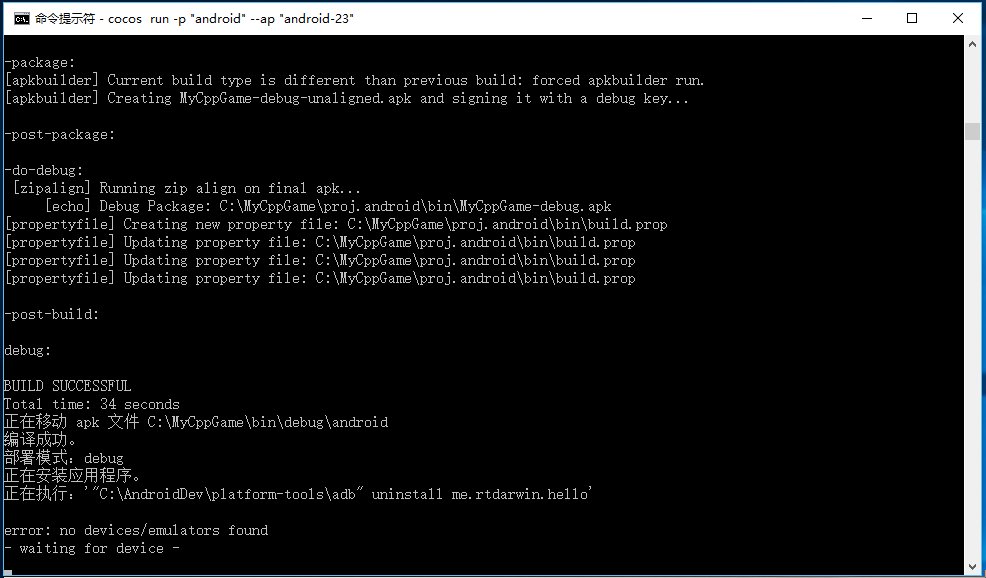 命令提示符 - cocos  run -p "android" --ap "android-23"
-package:
[apkbuilder] Current build type is different than previous build: forced apkbuilder run.
[apkbuilder] Creating MyCppGame-debug-unaligned.apk and signing it with a debug key...
-post-package:
-do-debug:
 [zipalign] Running zip align on final apk...
     [echo] Debug Package: C:\MyCppGame\proj.android\bin\MyCppGame-debug.apk
[propertyfile] Creating new property file: C:\MyCppGame\proj.android\bin\build.prop
[propertyfile] Updating property file: C:\MyCppGame\proj.android\bin\build.prop
[propertyfile] Updating property file: C:\MyCppGame\proj.android\bin\build.prop
[propertyfile] Updating property file: C:\MyCppGame\proj.android\bin\build.prop
-post-build:
debug:
BUILD SUCCESSFUL
Total time: 34 seconds
正在移动 apk 文件 C:\MyCppGame\bin\debug\android
编译成功。
部署模式：debug
正在安装应用程序。
正在执行：'"C:\AndroidDev\platform-tools\adb" uninstall me.rtdarwin.hello'
error: no devices/emulators found
- waiting for device -